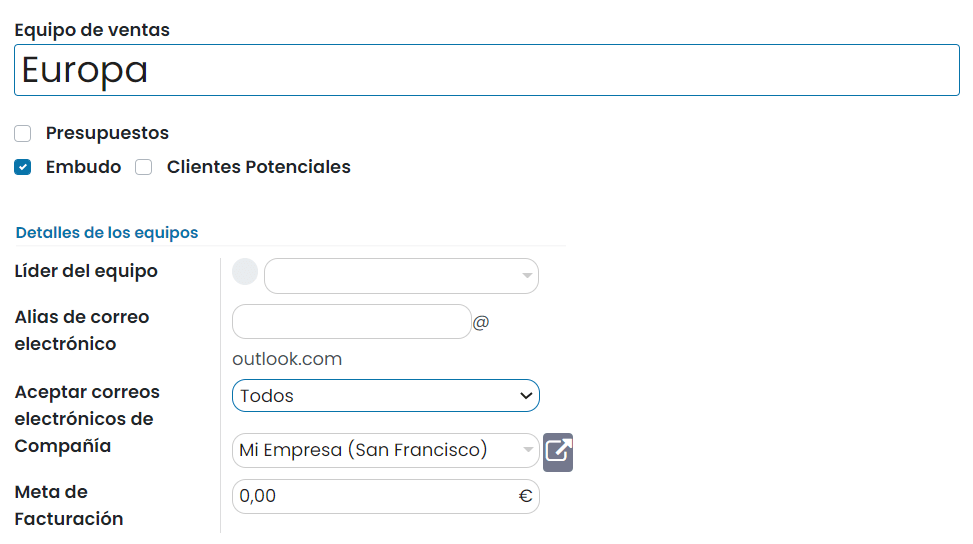 Equipo de ventas
Europa
Presupuestos
Embudo Clientes Potenciales
Detalles de los equipos
Líder del equipo
Alias de correo
electrónico
@
outlook.com
Aceptar correos
electrónicos de
Todos
Compañía
Mi Empresa (San Francisco)
Meta de
Facturación
0,00 €